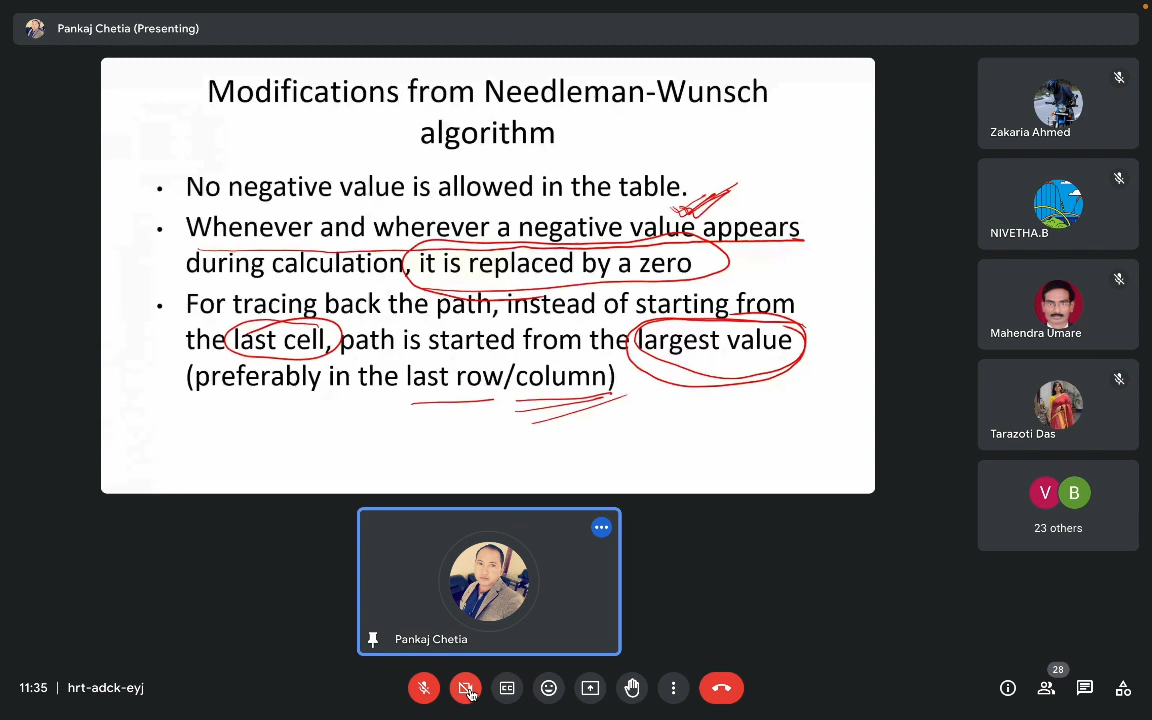 Pankaj Chetia (Presenting)
Modifications from Needleman-Wunsch
algorithm
• No negative value is allowed in the table.
• Whenever and wherever a negative value appears
during calculation, it is replaced by a zero
• For tracing back the path, instead of starting from
the last cell, path is started from the largest value
(preferably in the last row/column)
Zakaria Ahmed
NIVETHA.B
Mahendra Umare
Tarazoti Das
V B
23 others
Pankaj Chetia
11:35 | hrt-adck-eyj
CC
28